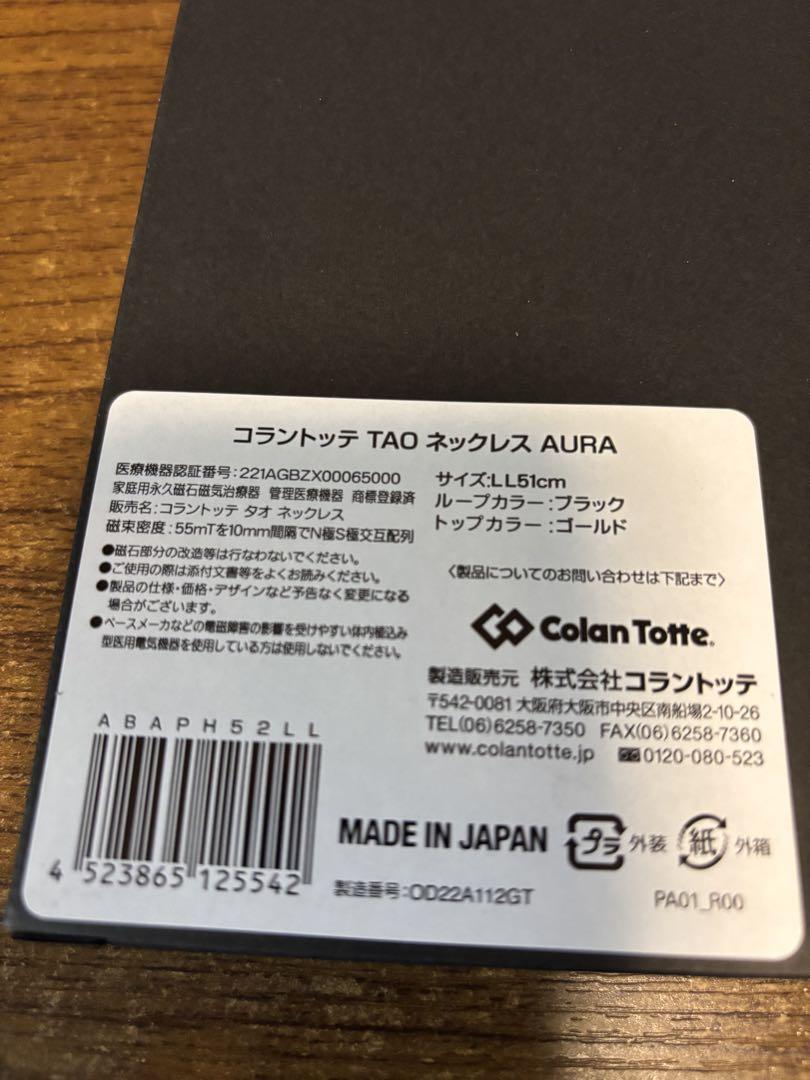 コラントッテ TAO ネックレス AURA
医療機器認証番号:221AGBZX00065000
家庭用永久磁石磁気治療器 管理医療機器 商標登録済
販売名:コラントッテ タオ ネックレス
磁束密度:55mTを10mm間隔でN極S極交互配列
●磁石部分の改造等は行なわないでください。
●ご使用の際は添付文書等をよくお読みください。
●製品の仕様・価格・デザインなど予告なく変更になる
場合がございます。
●ペースメーカなどの電磁障害の影響を受けやすい体内植込み
型医用電気機器を使用している方は使用しないでください。
サイズ:LL51cm
ループカラー:ブラック
トップカラー:ゴールド
〈製品についてのお問い合わせは下記まで〉
Colan Totte®
製造販売元 株式会社コラントッテ
〒542-0081 大阪府大阪市中央区南船場2-10-26
TEL(06)6258-7350 FAX(06)6258-7360
www.colantotte.jp 0120-080-523
ABAPH52LL
4 523865 125542
MADE IN JAPAN
プラ 外装 紙 外箱
製造番号:OD22A112GT
PA01_R00